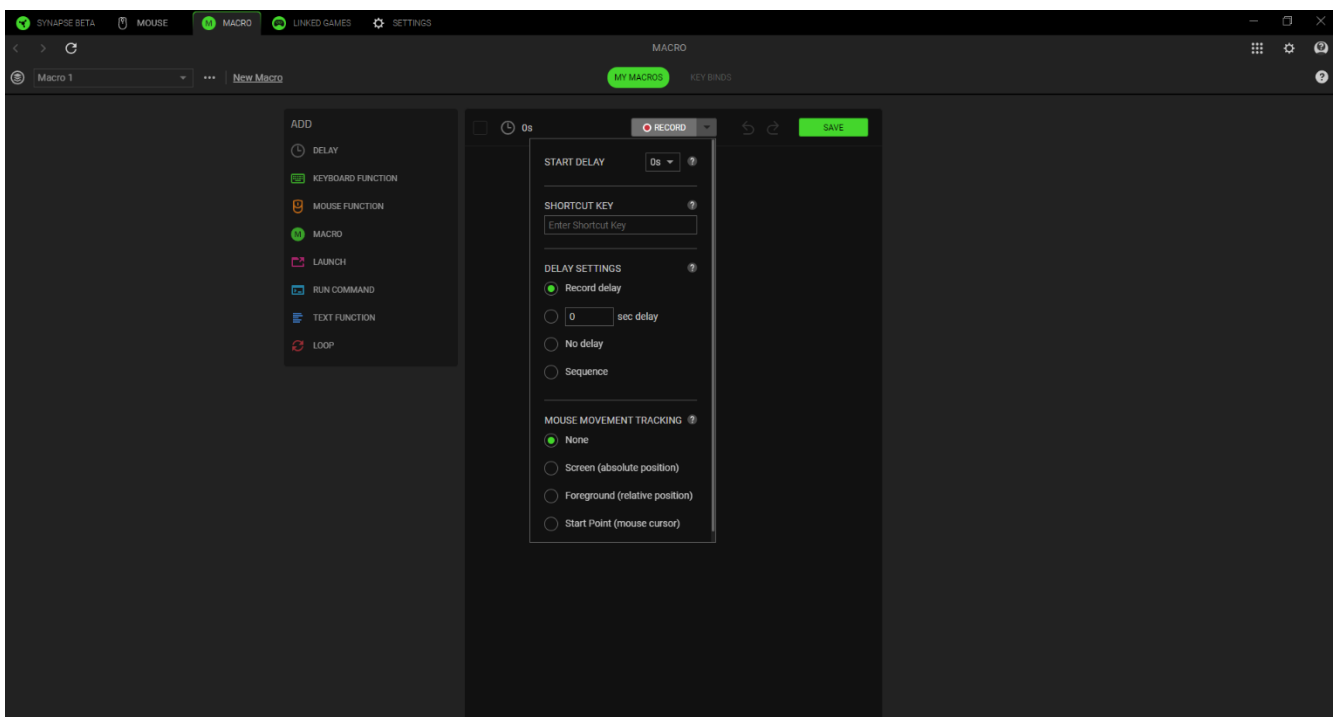 SYNAPSE BETA MOUSE M MACRO LINKED GAMES SETTINGS
MACRO
Macro 1 ••• New Macro MY MACROS KEY BINDS ?
ADD
DELAY
KEYBOARD FUNCTION
MOUSE FUNCTION
M MACRO
LAUNCH
RUN COMMAND
TEXT FUNCTION
LOOP
0s RECORD SAVE
START DELAY 0s ?
SHORTCUT KEY ?
Enter Shortcut Key
DELAY SETTINGS ?
Record delay
0 sec delay
No delay
Sequence
MOUSE MOVEMENT TRACKING ?
None
Screen (absolute position)
Foreground (relative position)
Start Point (mouse cursor)